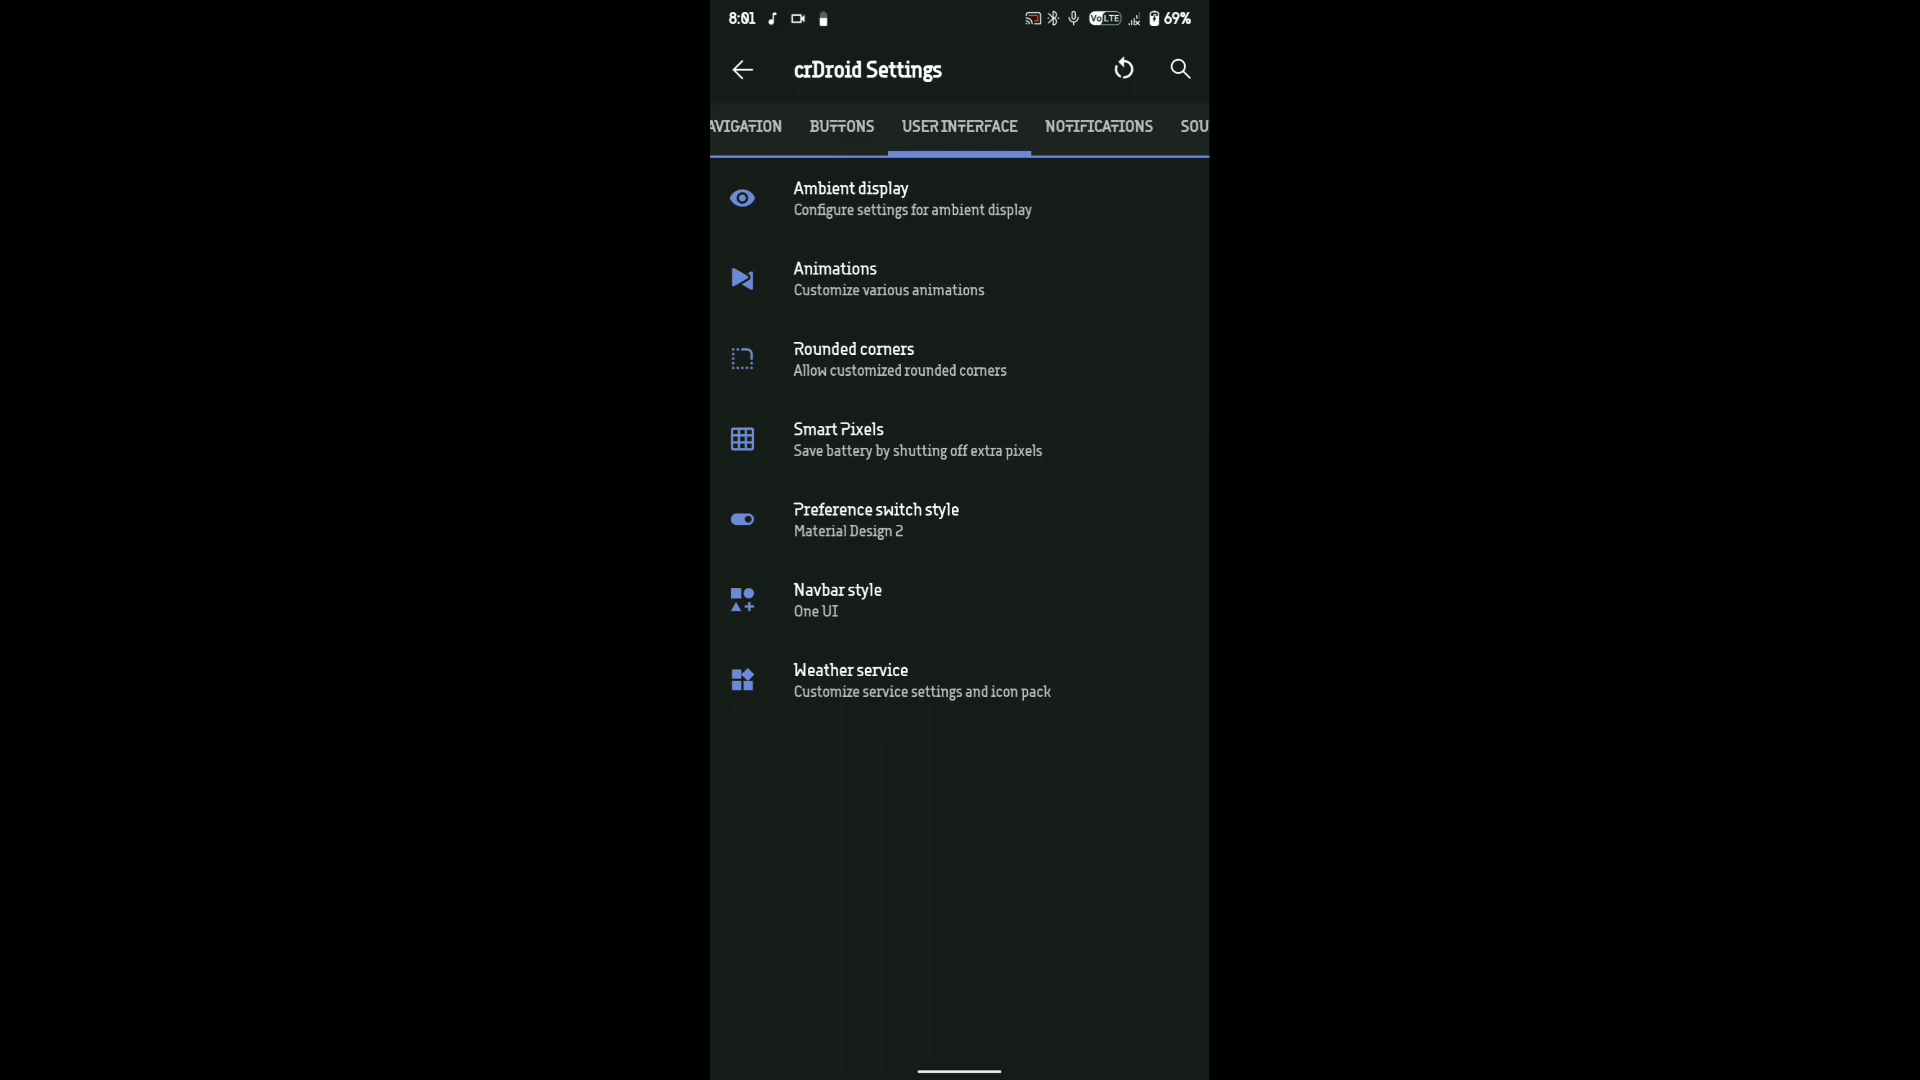 8:01 VoLTE 69%
crDroid Settings
AVIGATION BUTTONS USER INTERFACE NOTIFICATIONS SOU
Ambient display
Configure settings for ambient display
Animations
Customize various animations
Rounded corners
Allow customized rounded corners
Smart Pixels
Save battery by shutting off extra pixels
Preference switch style
Material Design 2
Navbar style
One UI
Weather service
Customize service settings and icon pack